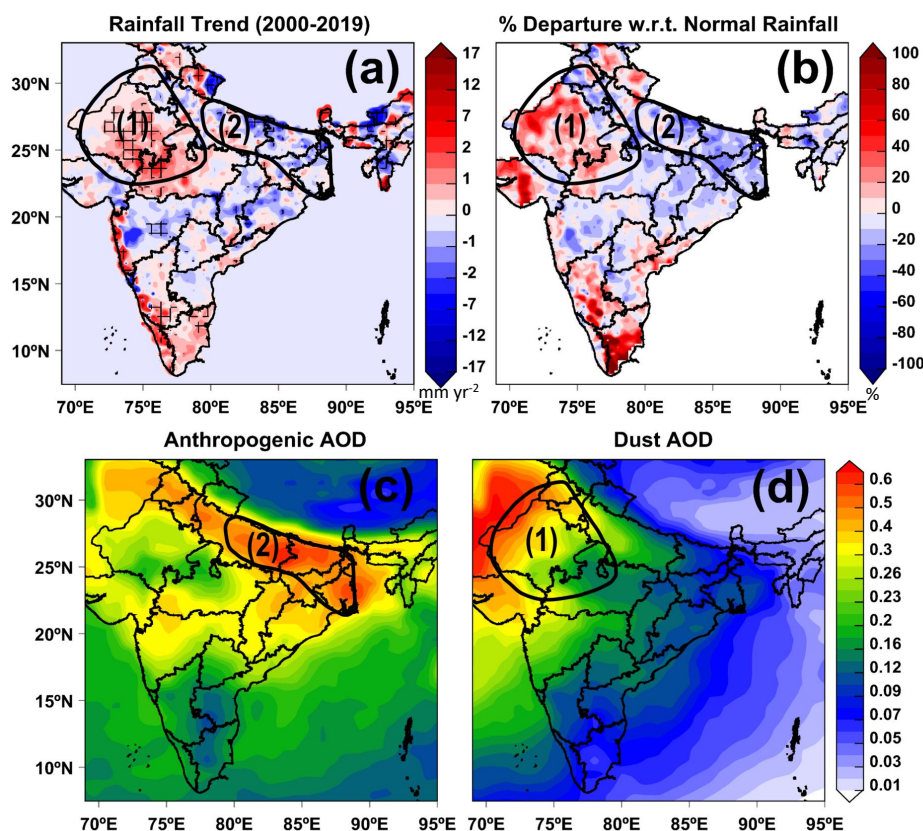 Rainfall Trend (2000-2019)
(a)
(1)
(2)
30ºN
25ºN
20ºN
15ºN
10ºN
70ºE 75ºE 80ºE 85ºE 90ºE 95ºE
17
12
7
2
1
0
-1
-2
-7
-12
-17
mm yr-2
% Departure w.r.t. Normal Rainfall
(b)
(1)
(2)
70ºE 75ºE 80ºE 85ºE 90ºE 95ºE
100
80
60
40
20
0
-20
-40
-60
-80
-100
%
Anthropogenic AOD
(c)
(2)
30ºN
25ºN
20ºN
15ºN
10ºN
70ºE 75ºE 80ºE 85ºE 90ºE 95ºE
Dust AOD
(d)
(1)
70ºE 75ºE 80ºE 85ºE 90ºE 95ºE
0.6
0.5
0.4
0.3
0.26
0.23
0.2
0.16
0.12
0.09
0.07
0.05
0.03
0.01